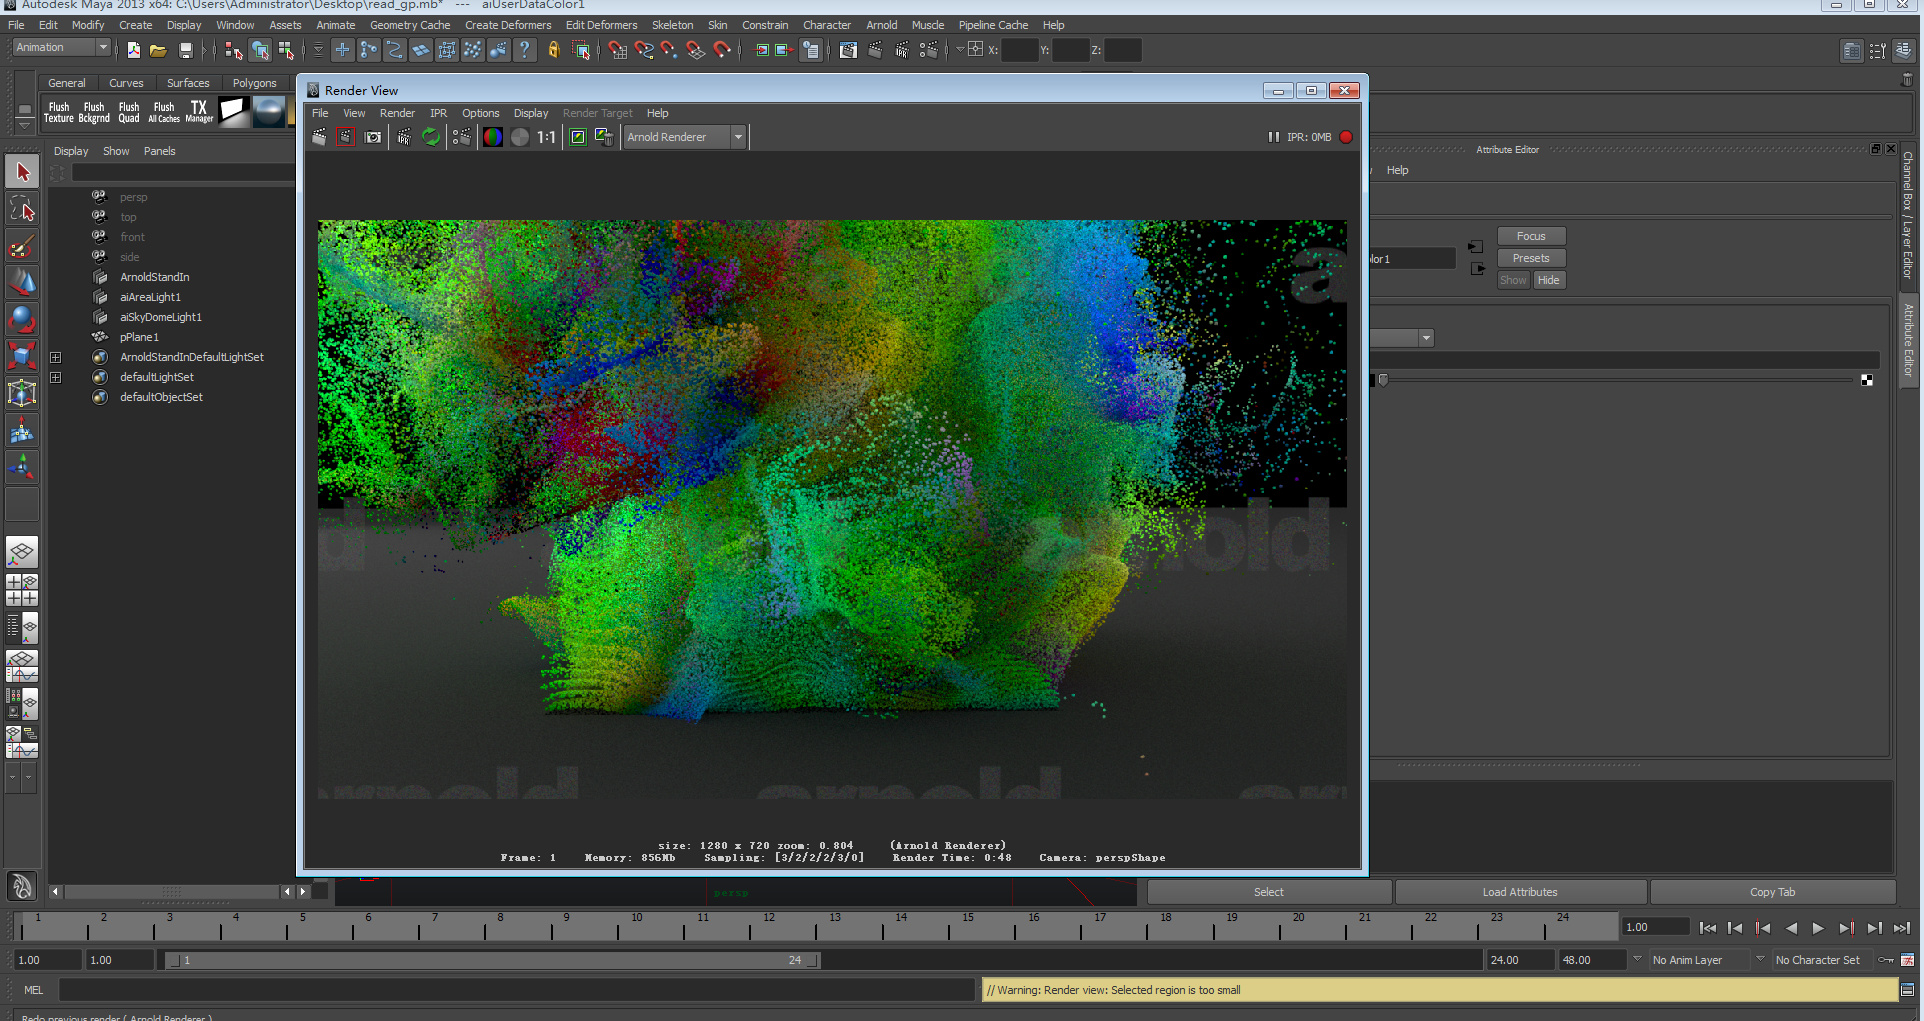 Autodesk Maya 2013 x64: C:\Users\Administrator\Desktop\read_gp.mb* --- aiUserDataColor1
File Edit Modify Create Display Window Assets Animate Geometry Cache Create Deformers Edit Deformers Skeleton Skin Constrain Character Arnold Muscle Pipeline Cache Help
Animation X: Y: Z:
General Curves Surfaces Polygons
Flush Texture Flush Bckgrnd Flush Quad Flush All Caches TX Manager
Display Show Panels
persp
top
front
side
ArnoldStandIn
aiAreaLight1
aiSkyDomeLight1
pPlane1
ArnoldStandInDefaultLightSet
defaultLightSet
defaultObjectSet
Render View
File View Render IPR Options Display Render Target Help
IPR 1:1 Arnold Renderer IPR: 0MB
a
d arnold
arnold arnold ar
size: 1280 x 720 zoom: 0.804 (Arnold Renderer)
Frame: 1 Memory: 856Mb Sampling: [3/2/2/2/3/0] Render Time: 0:48 Camera: perspShape
persp
Attribute Editor
Help
olor1
Focus
Presets
Show Hide
Channel Box / Layer Editor
Attribute Editor
Select Load Attributes Copy Tab
1 2 3 4 5 6 7 8 9 10 11 12 13 14 15 16 17 18 19 20 21 22 23 24 1.00
1.00 1.00 1 24 24.00 48.00 No Anim Layer No Character Set
MEL // Warning: Render view: Selected region is too small
Redo previous render ( Arnold Renderer )